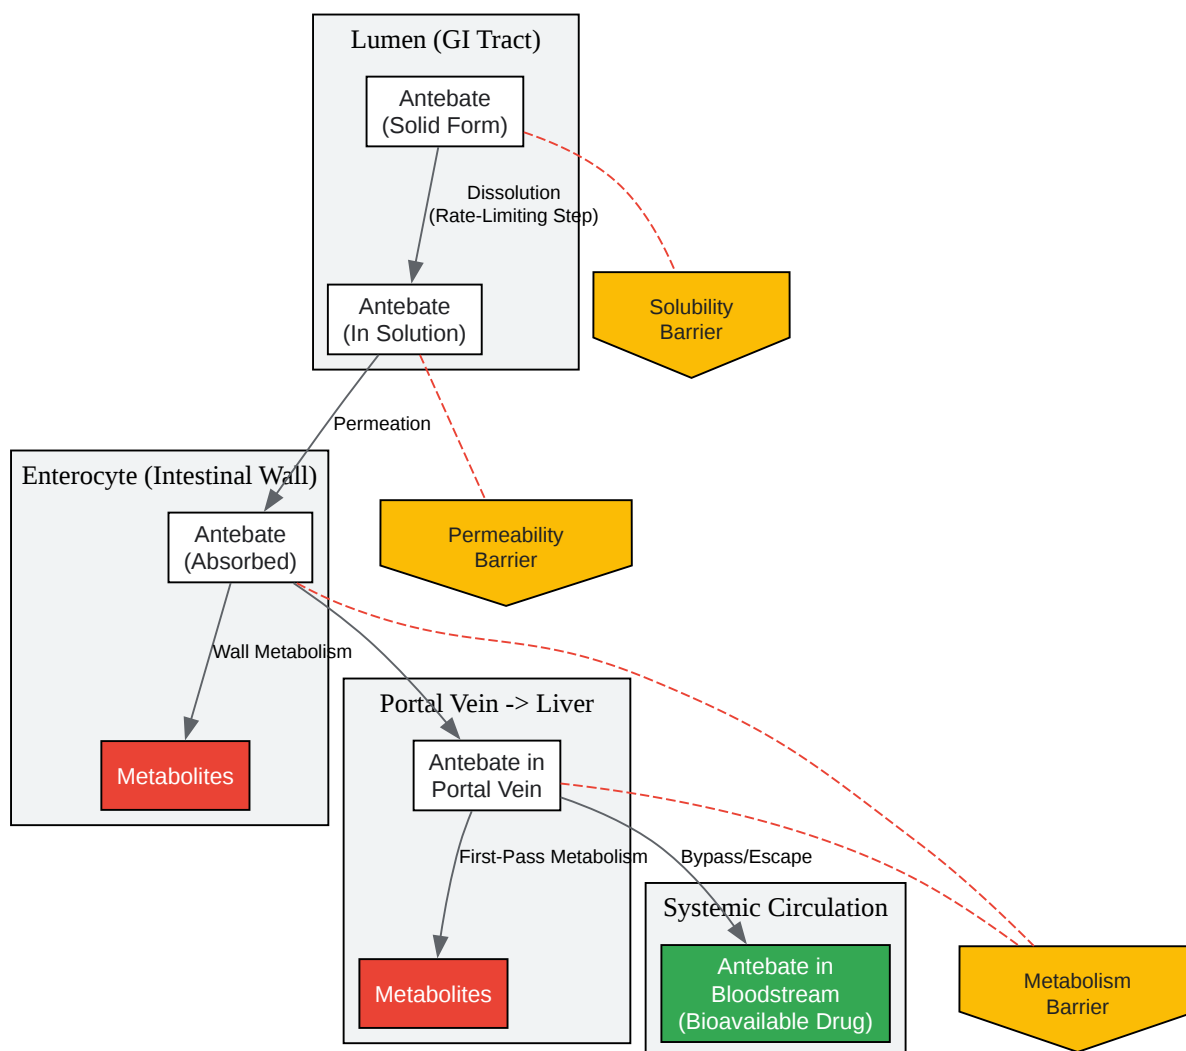 Lumen (GI Tract)
Antebate
(Solid Form)
Dissolution
(Rate-Limiting Step)
Solubility
Barrier
Antebate
(In Solution)
Permeation
Enterocyte (Intestinal Wall)
Antebate
(Absorbed)
Permeability
Barrier
Wall Metabolism
Portal Vein -> Liver
Metabolites
Antebate in
Portal Vein
First-Pass Metabolism
Bypass/Escape
Systemic Circulation
Metabolites
Antebate in
Bloodstream
(Bioavailable Drug)
Metabolism
Barrier